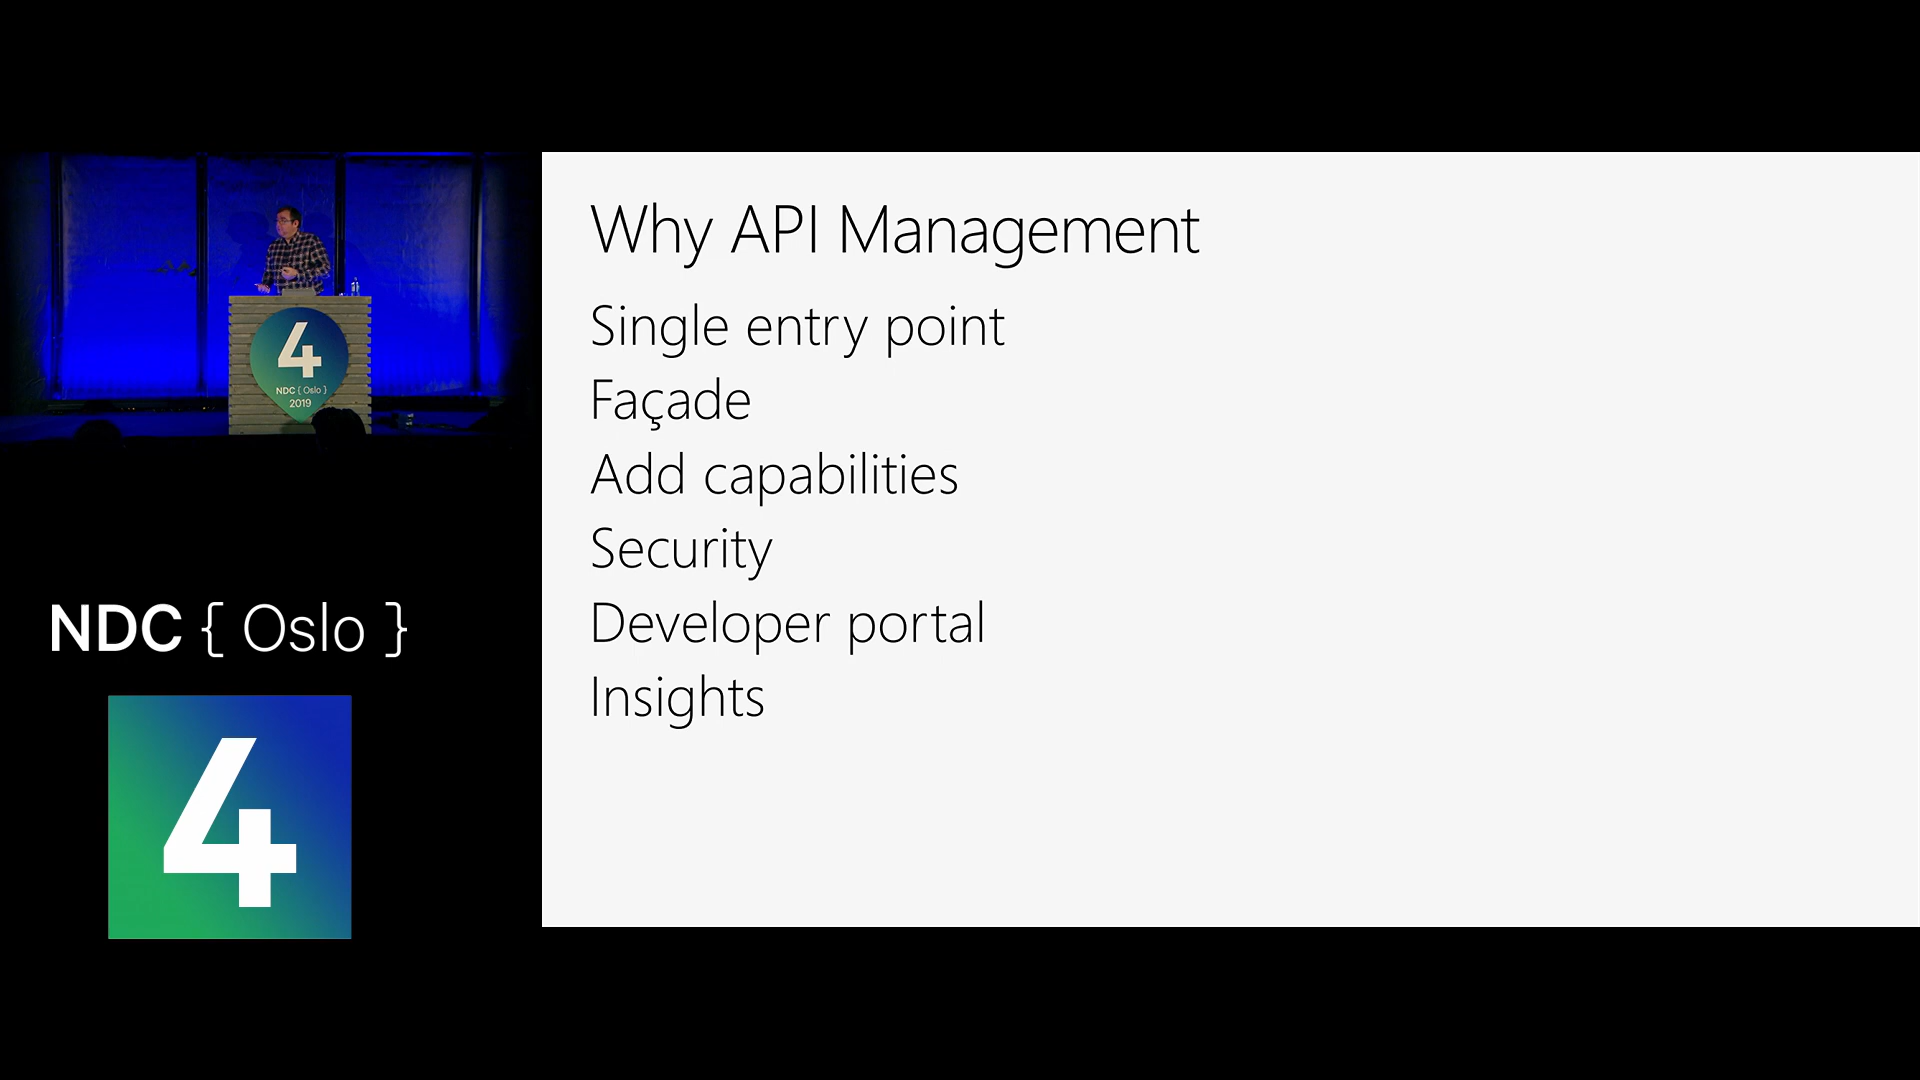 4
NDC { Oslo }
2019
NDC { Oslo }
4
Why API Management
Single entry point
Façade
Add capabilities
Security
Developer portal
Insights